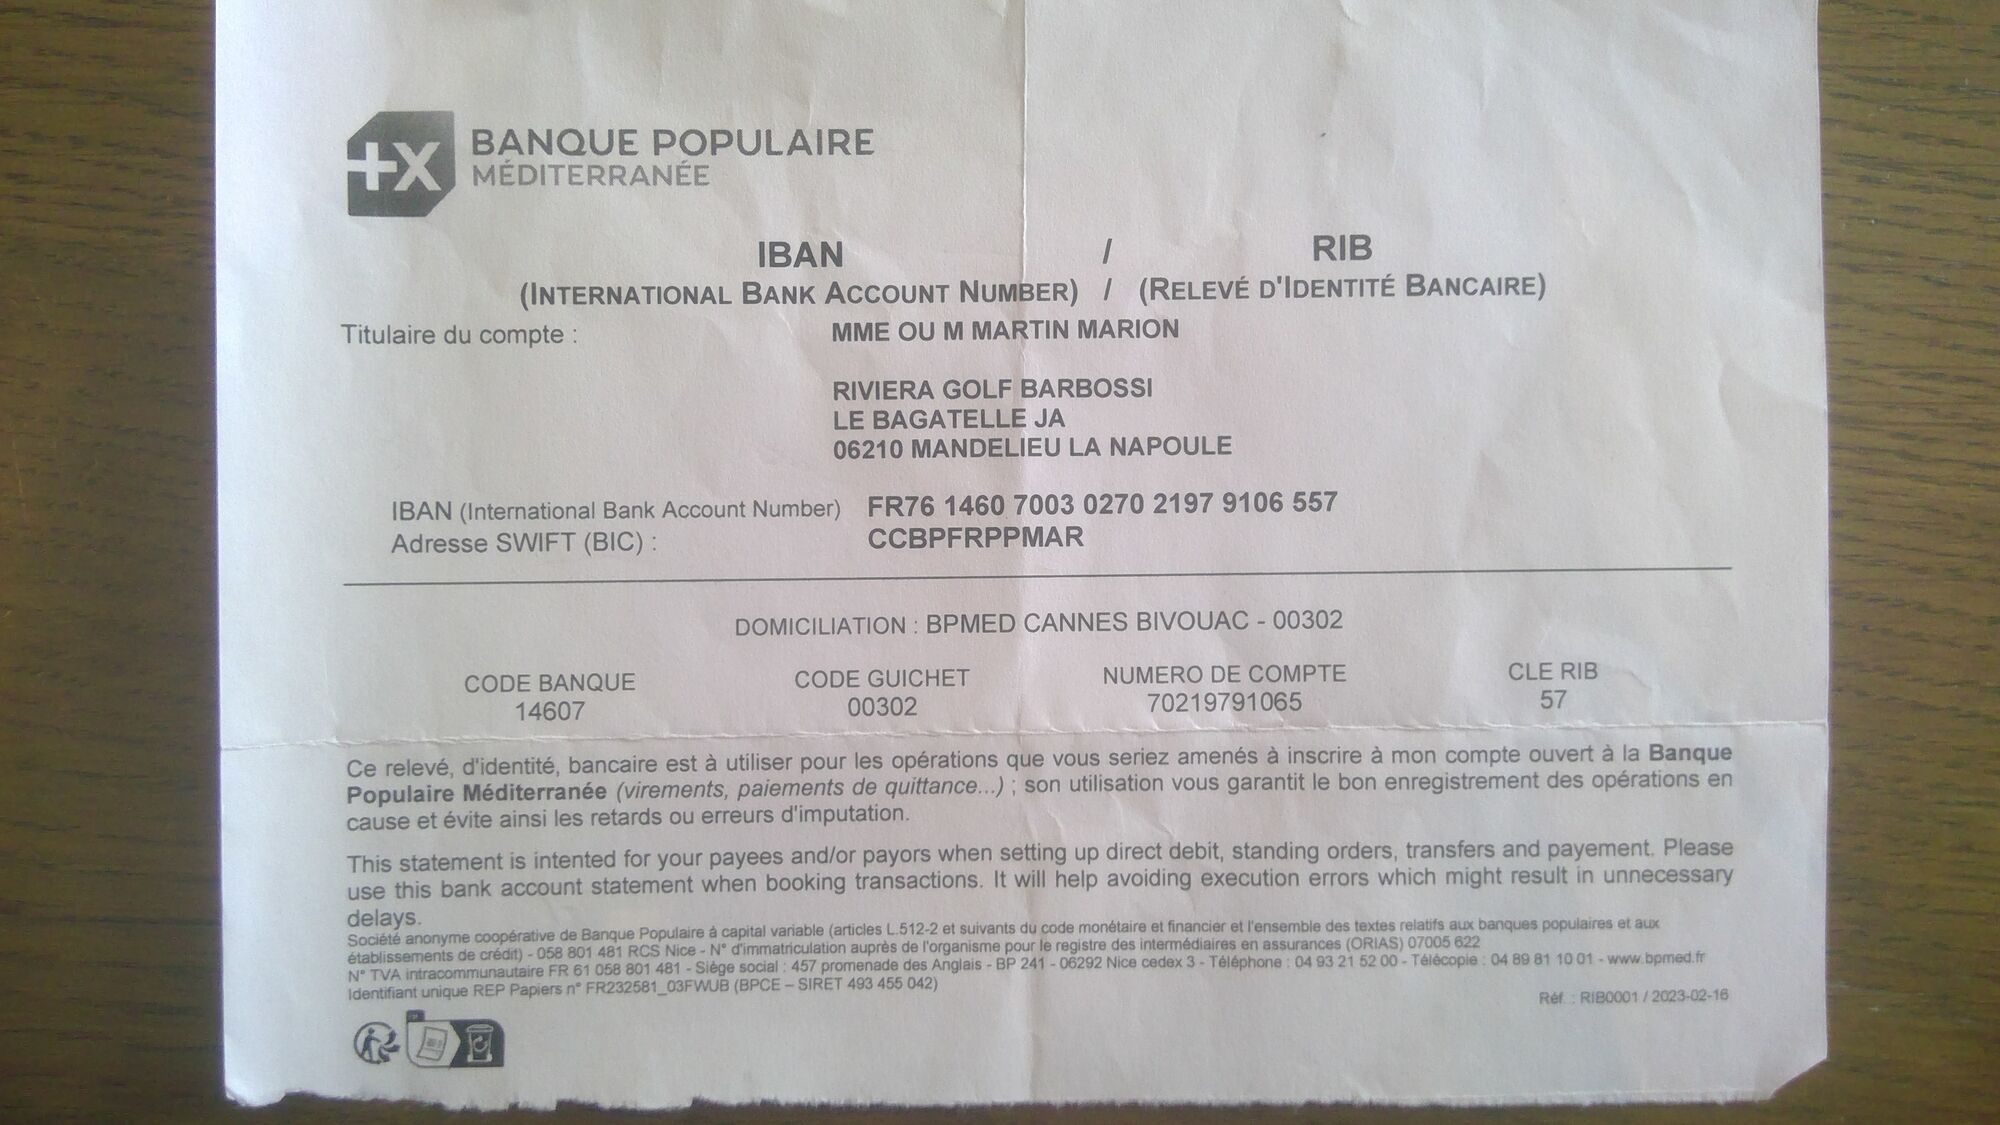 +X BANQUE POPULAIRE
MÉDITERRANÉE
IBAN / RIB
(INTERNATIONAL BANK ACCOUNT NUMBER) / (RELEVÉ D'IDENTITÉ BANCAIRE)
Titulaire du compte : MME OU M MARTIN MARION
RIVIERA GOLF BARBOSSI
LE BAGATELLE JA
06210 MANDELIEU LA NAPOULE
IBAN (International Bank Account Number) FR76 1460 7003 0270 2197 9106 557
Adresse SWIFT (BIC) : CCBPFRPPMAR
DOMICILIATION : BPMED CANNES BIVOUAC - 00302
CODE BANQUE CODE GUICHET NUMERO DE COMPTE CLE RIB
14607 00302 70219791065 57
Ce relevé, d'identité, bancaire est à utiliser pour les opérations que vous seriez amenés à inscrire à mon compte ouvert à la Banque
Populaire Méditerranée (virements, paiements de quittance...) ; son utilisation vous garantit le bon enregistrement des opérations en
cause et évite ainsi les retards ou erreurs d'imputation.
This statement is intented for your payees and/or payors when setting up direct debit, standing orders, transfers and payement. Please
use this bank account statement when booking transactions. It will help avoiding execution errors which might result in unnecessary
delays.
Société anonyme coopérative de Banque Populaire à capital variable (articles L.512-2 et suivants du code monétaire et financier et l'ensemble des textes relatifs aux banques populaires et aux
établissements de crédit) - 058 801 481 RCS Nice - N° d'immatriculation auprès de l'organisme pour le registre des intermédiaires en assurances (ORIAS) 07005 622
N° TVA intracommunautaire FR 61 058 801 481 - Siège social : 457 promenade des Anglais - BP 241 - 06292 Nice cedex 3 - Téléphone : 04 93 21 52 00 - Télécopie : 04 89 81 10 01 - www.bpmed.fr
Identifiant unique REP Papiers n° FR232581_03FWUB (BPCE – SIRET 493 455 042)
Réf. : RIB0001 / 2023-02-16